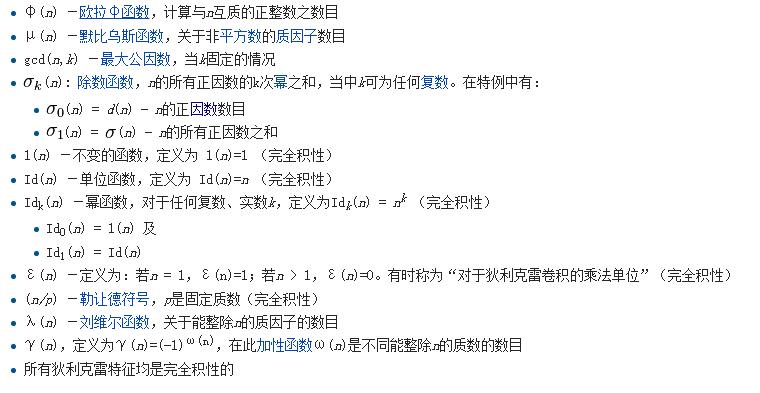 φ(n) －欧拉φ函数，计算与n互质的正整数之数目
μ(n) －默比乌斯函数，关于非平方数的质因子数目
gcd(n,k) －最大公因数，当k固定的情况
σk(n)：除数函数，n的所有正因数的k次幂之和，当中k可为任何复数。在特例中有：
σ0(n) = d(n) － n的正因数数目
σ1(n) = σ(n) － n的所有正因数之和
1(n) －不变的函数，定义为 1(n)=1 （完全积性）
Id(n) －单位函数，定义为 Id(n)=n （完全积性）
Idk(n) －幂函数，对于任何复数、实数k，定义为Idk(n) = n^k （完全积性）
Id0(n) = 1(n) 及
Id1(n) = Id(n)
ε(n) －定义为：若n = 1，ε(n)=1；若n > 1，ε(n)=0。有时称为“对于狄利克雷卷积的乘法单位”（完全积性）
(n/p) －勒让德符号，p是固定质数（完全积性）
λ(n) －刘维尔函数，关于能整除n的质因子的数目
γ(n)，定义为γ(n)=(-1)^ω(n)，在此加性函数ω(n)是不同能整除n的质数的数目
所有狄利克雷特征均是完全积性的